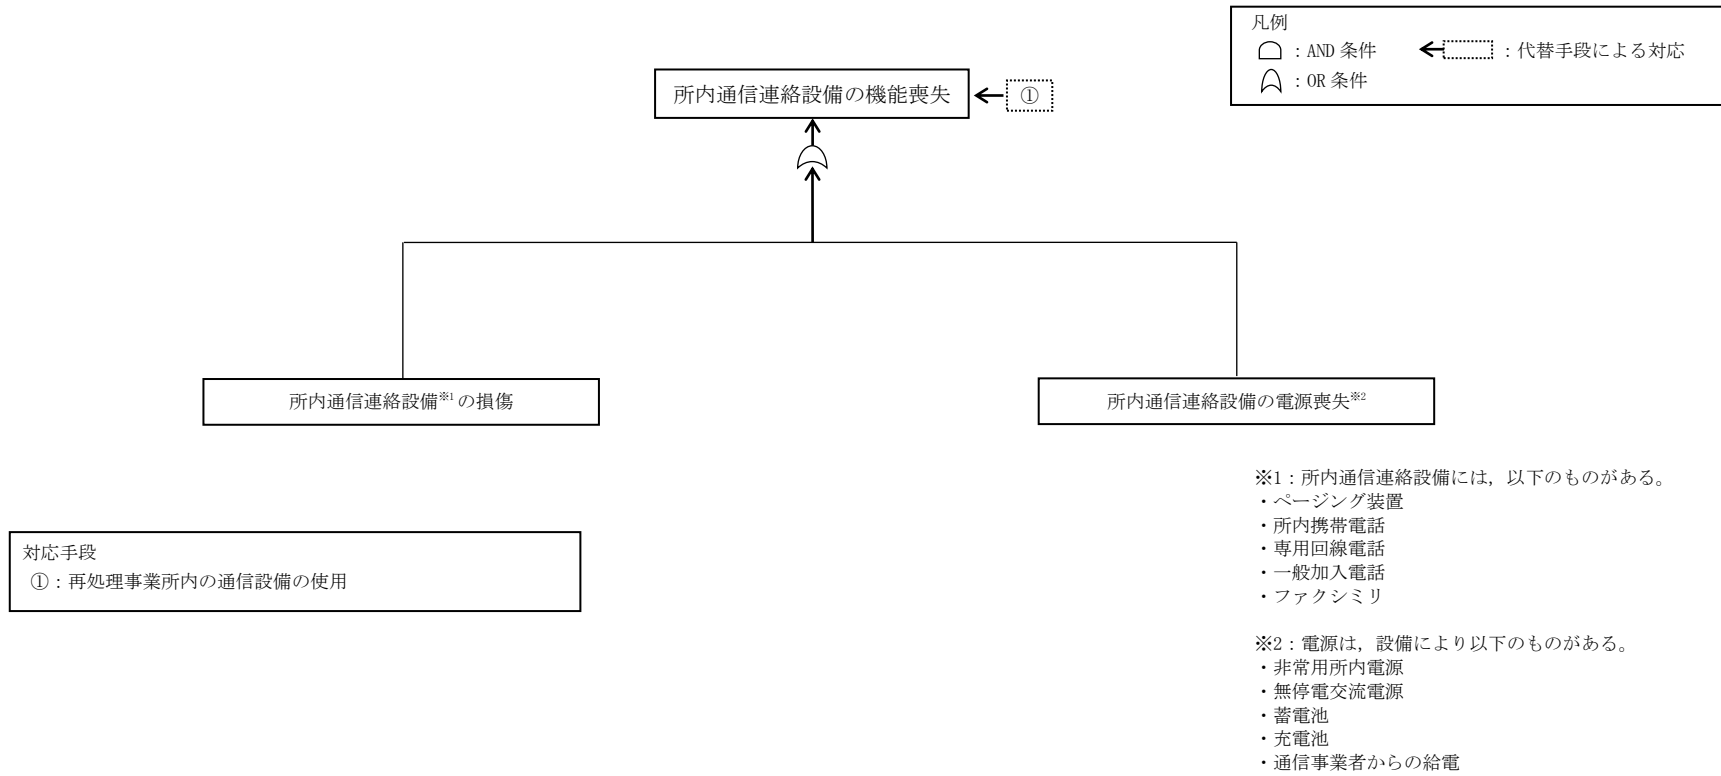 凡例
：AND 条件
：代替手段による対応
：OR 条件
所内通信連絡設備の機能喪失
①
所内通信連絡設備※1の損傷
所内通信連絡設備の電源喪失※2
※1：所内通信連絡設備には，以下のものがある。
・ページング装置
・所内携帯電話
・専用回線電話
・一般加入電話
・ファクシミリ
対応手段
①：再処理事業所内の通信設備の使用
※2：電源は，設備により以下のものがある。
・非常用所内電源
・無停電交流電源
・蓄電池
・充電池
・通信事業者からの給電